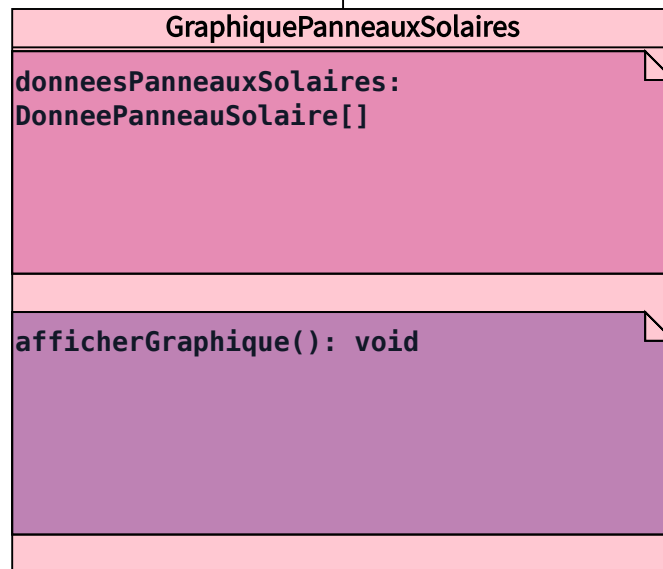 GraphiquePanneauxSolaires
donneesPanneauxSolaires:
DonneePanneauSolaire[]
afficherGraphique(): void